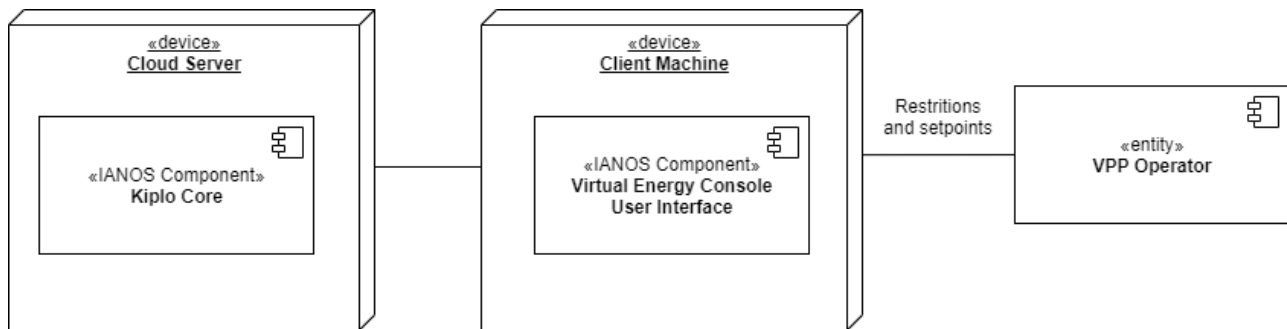 «device»
Cloud Server
«IANOS Component»
Kiplo Core
«device»
Client Machine
«IANOS Component»
Virtual Energy Console
User Interface
Restritions
and setpoints
«entity»
VPP Operator